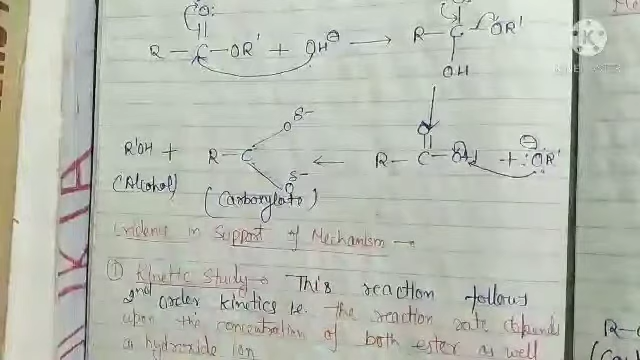 O:
R — C — OR' + OH⊖ ⟶ R — C — OR'
OH
R'OH + R — C O δ- O δ- ⟵ R — C — OH + ⊖:OR'
O
(Alcohol) (Carboxylate)
Evidence in Support of Mechanism →
① Kinetic Study → This reaction follows
2nd order kinetics i.e. the reaction rate depends
upon the concentration of both ester as well
as hydroxide ion